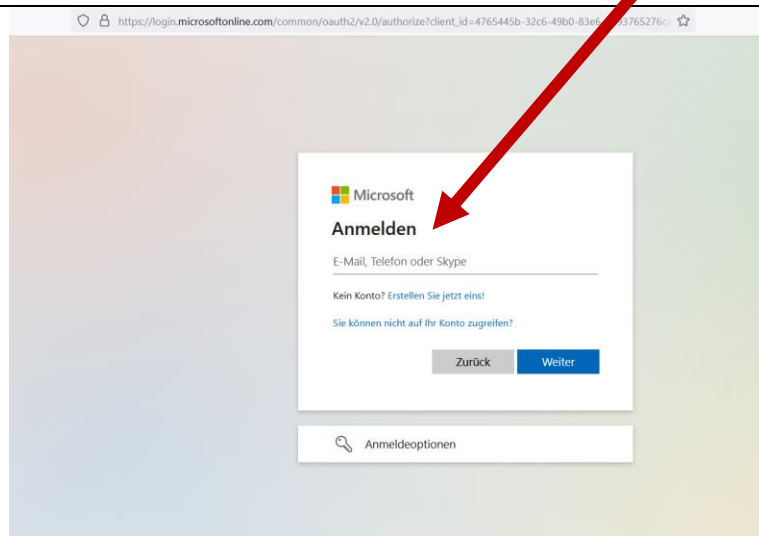 https://login.microsoftonline.com/common/oauth2/v2.0/authorize?client_id=4765445b-32c6-49b0-83e6-
93765276c
Microsoft
Anmelden
E-Mail, Telefon oder Skype
Kein Konto? Erstellen Sie jetzt eins!
Sie können nicht auf Ihr Konto zugreifen?
Zurück Weiter
Anmeldeoptionen